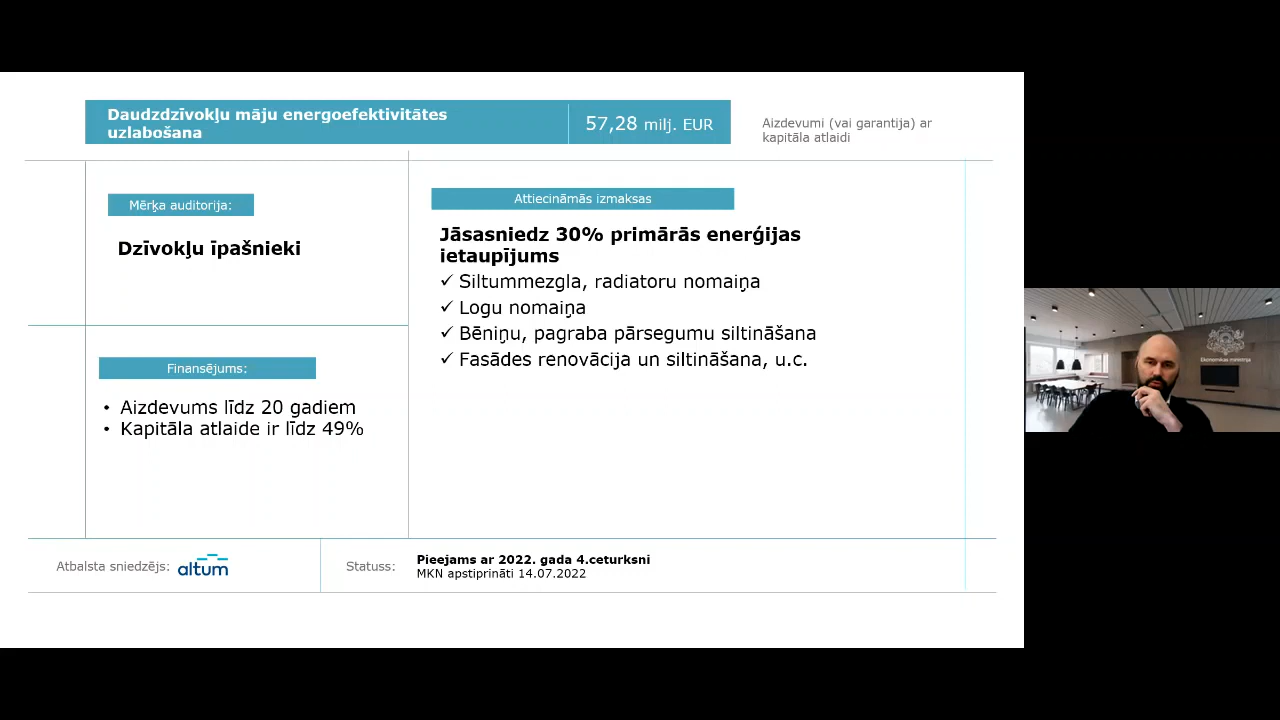 Daudzdzīvokļu māju energoefektivitātes
uzlabošana
57,28 milj. EUR
Aizdevumi (vai garantija) ar
kapitāla atlaidi
Mērķa auditorija:
Dzīvokļu īpašnieki
Finansējums:
• Aizdevums līdz 20 gadiem
• Kapitāla atlaide ir līdz 49%
Attiecināmās izmaksas
Jāsasniedz 30% primārās enerģijas
ietaupījums
✓ Siltummezgla, radiatoru nomaiņa
✓ Logu nomaiņa
✓ Bēniņu, pagraba pārsegumu siltināšana
✓ Fasādes renovācija un siltināšana, u.c.
Atbalsta sniedzējs: altum
Statuss:
Pieejams ar 2022. gada 4.ceturksni
MKN apstiprināti 14.07.2022
Ekonomikas ministrija